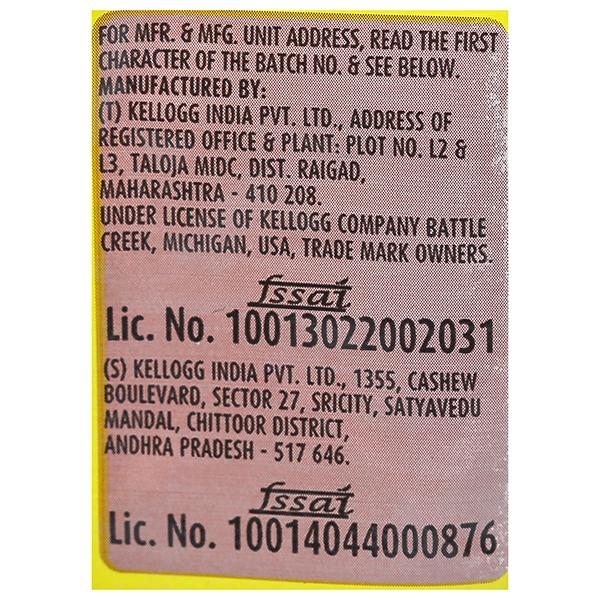 FOR MFR. & MFG. UNIT ADDRESS, READ THE FIRST
CHARACTER OF THE BATCH NO. & SEE BELOW.
MANUFACTURED BY:
(T) KELLOGG INDIA PVT. LTD., ADDRESS OF
REGISTERED OFFICE & PLANT: PLOT NO. L2 &
L3, TALOJA MIDC, DIST. RAIGAD,
MAHARASHTRA - 410 208.
UNDER LICENSE OF KELLOGG COMPANY BATTLE
CREEK, MICHIGAN, USA, TRADE MARK OWNERS.
fssai
Lic. No. 10013022002031
(S) KELLOGG INDIA PVT. LTD., 1355, CASHEW
BOULEVARD, SECTOR 27, SRICITY, SATYAVEDU
MANDAL, CHITTOOR DISTRICT,
ANDHRA PRADESH - 517 646.
fssai
Lic. No. 10014044000876